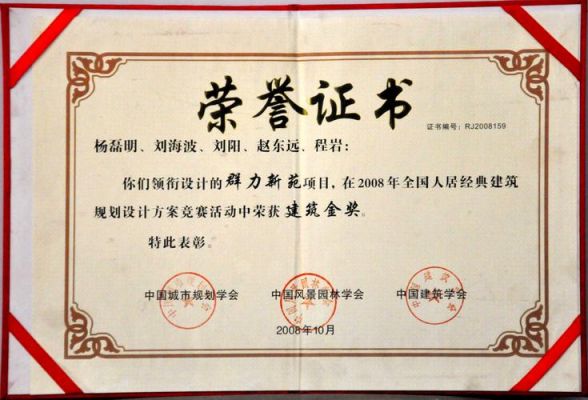 荣誉证书
证书编号：RJ2008159
杨磊明、刘海波、刘阳、赵东远、程岩：
你们领衔设计的群力新苑项目，在2008年全国人居经典建筑
规划设计方案竞赛活动中荣获建筑金奖。
特此表彰。
中国城市规划学会 中国风景园林学会 中国建筑学会
2008年10月